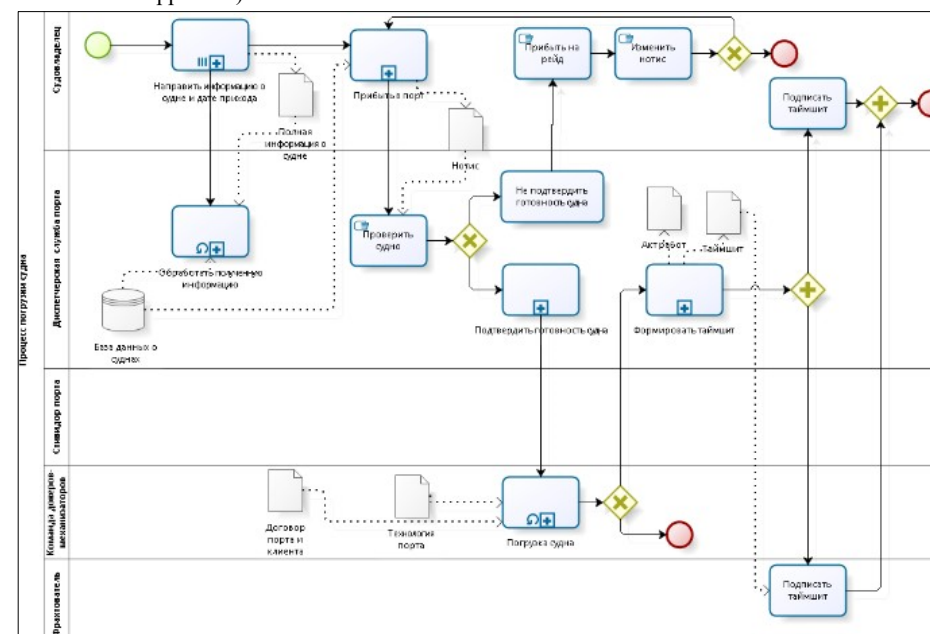 Процесс погрузки судна
Судовладелец
Направить информацию о
судне и дате прихода
Полная
информация о
судне
Прибыть в порт
Нотис
Прибыть на
рейд
Изменить
нотис
Подписать
таймшит
Диспетчерская служба порта
Обработать полученную
информацию
База данных о
суднах
Проверить
судно
Не подтвердить
готовность судна
Подтвердить готовность судна
Акт работ
Таймшит
Формировать таймшит
Стивидор порта
Команда докеров-
механизаторов
Договор
порта и
клиента
Технология
порта
Погрузка судна
Фрахтователь
Подписать
таймшит